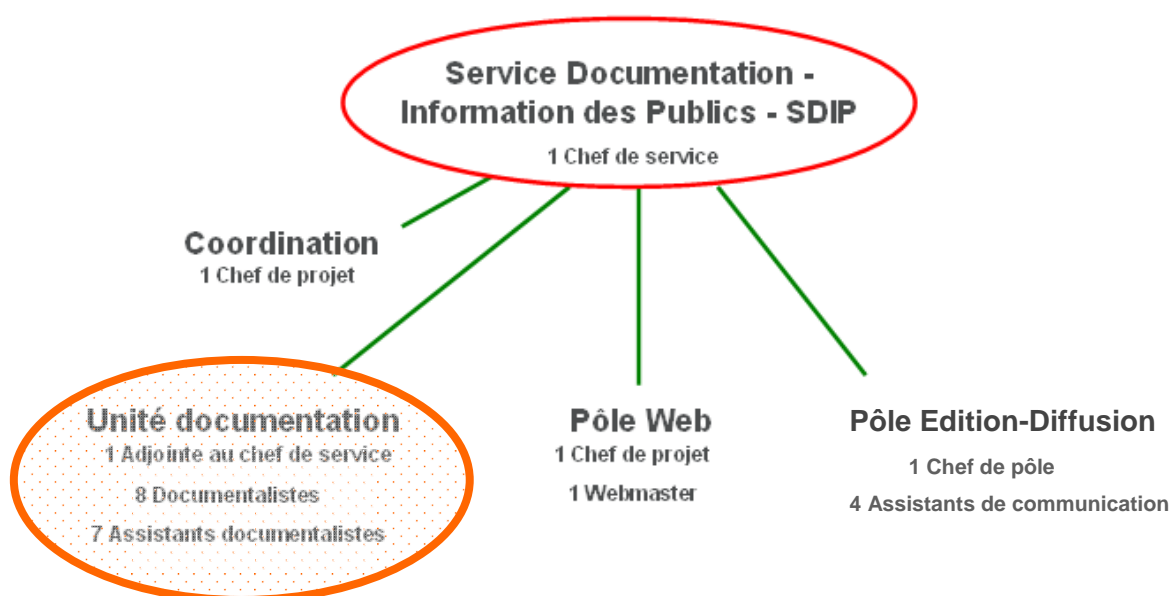 Service Documentation -
Information des Publics - SDIP
1 Chef de service
Coordination
1 Chef de projet
Unité documentation
1 Adjointe au chef de service
8 Documentalistes
7 Assistants documentalistes
Pôle Web
1 Chef de projet
1 Webmaster
Pôle Edition-Diffusion
1 Chef de pôle
4 Assistants de communication